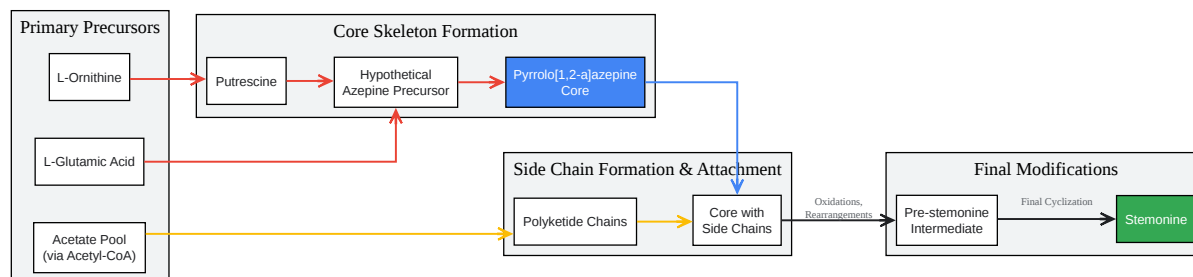 Primary Precursors
L-Ornithine
L-Glutamic Acid
Acetate Pool
(via Acetyl-CoA)
Core Skeleton Formation
Putrescine
Hypothetical
Azepine Precursor
Pyrrolo[1,2-a]azepine
Core
Side Chain Formation & Attachment
Polyketide Chains
Core with
Side Chains
Oxidations,
Rearrangements
Final Modifications
Pre-stemonine
Intermediate
Final Cyclization
Stemonine